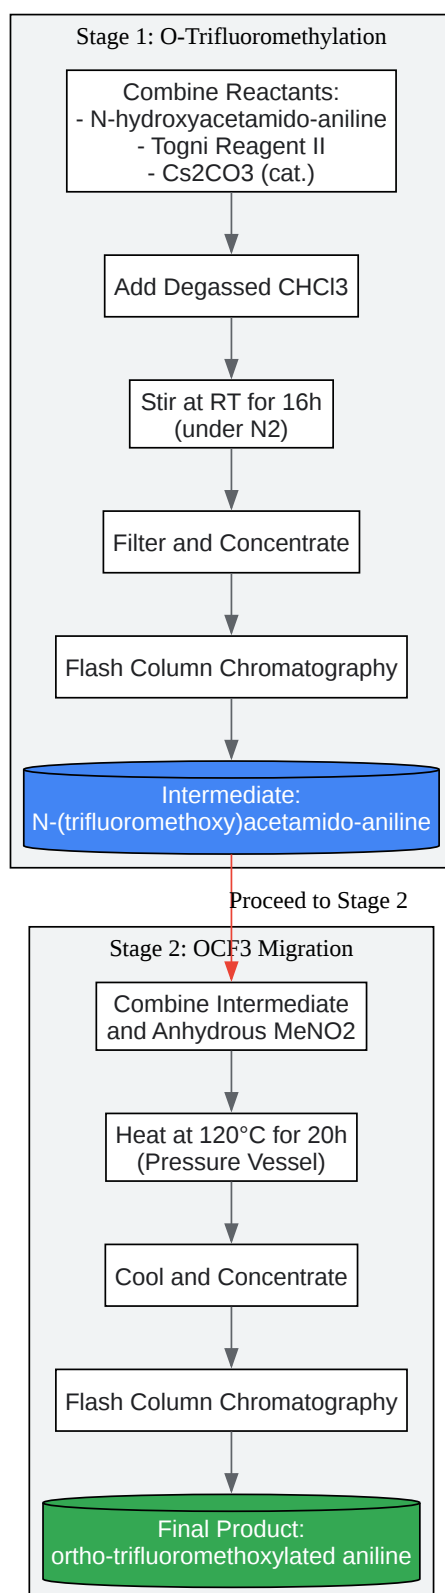 Stage 1: O-Trifluoromethylation
Combine Reactants:
- N-hydroxyacetamido-aniline
- Togni Reagent II
- Cs2CO3 (cat.)
Add Degassed CHCl3
Stir at RT for 16h
(under N2)
Filter and Concentrate
Flash Column Chromatography
Intermediate:
N-(trifluoromethoxy)acetamido-aniline
Proceed to Stage 2
Stage 2: OCF3 Migration
Combine Intermediate
and Anhydrous MeNO2
Heat at 120°C for 20h
(Pressure Vessel)
Cool and Concentrate
Flash Column Chromatography
Final Product:
ortho-trifluoromethoxylated aniline